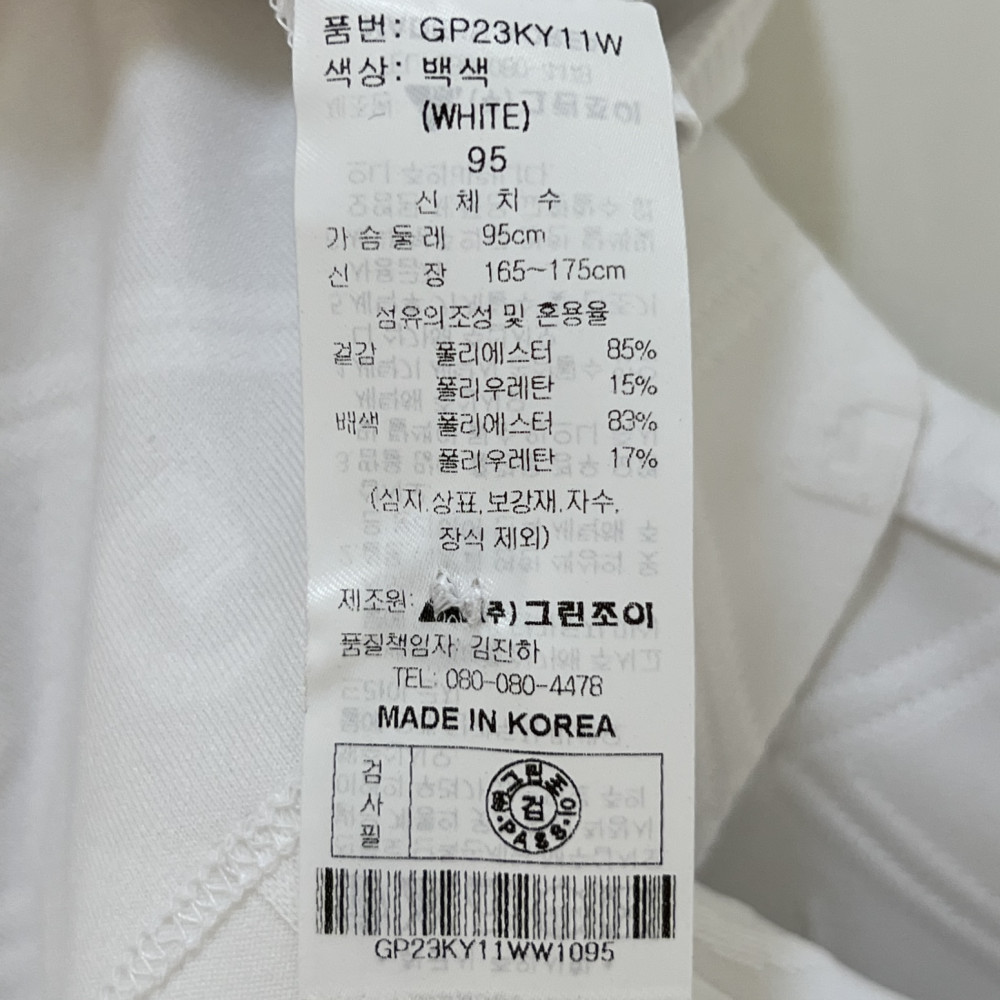 품번: GP23KY11W
색상: 백색
(WHITE)
95
신 체 치 수
가슴둘레 95cm
신 장 165~175cm
섬유의조성 및 혼용율
겉감 폴리에스터 85%
폴리우레탄 15%
배색 폴리에스터 83%
폴리우레탄 17%
(심지,상표,보강재,자수,
장식 제외)
제조원: (주)그린조이
품질책임자: 김진하
TEL: 080-080-4478
MADE IN KOREA
검사필
그린조이
검
PASS
GP23KY11WW1095